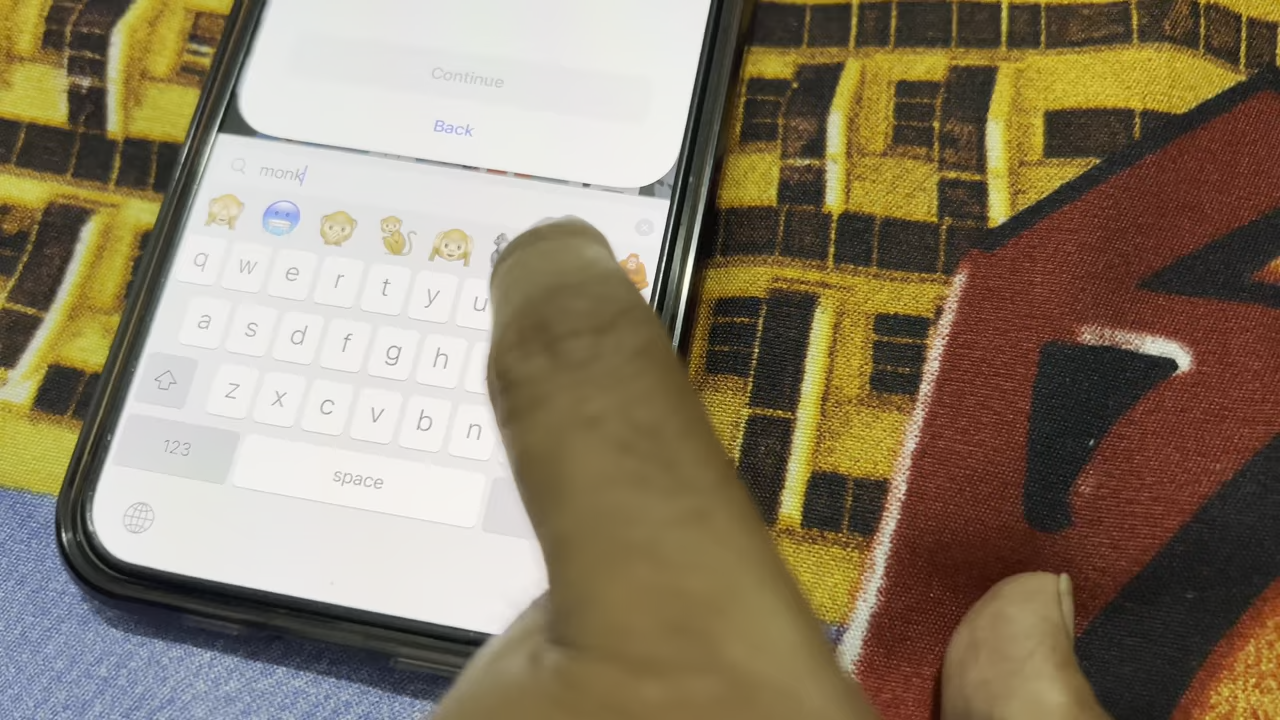 Continue
Back
monk
q w e r t y u
a s d f g h
z x c v b n
123 space